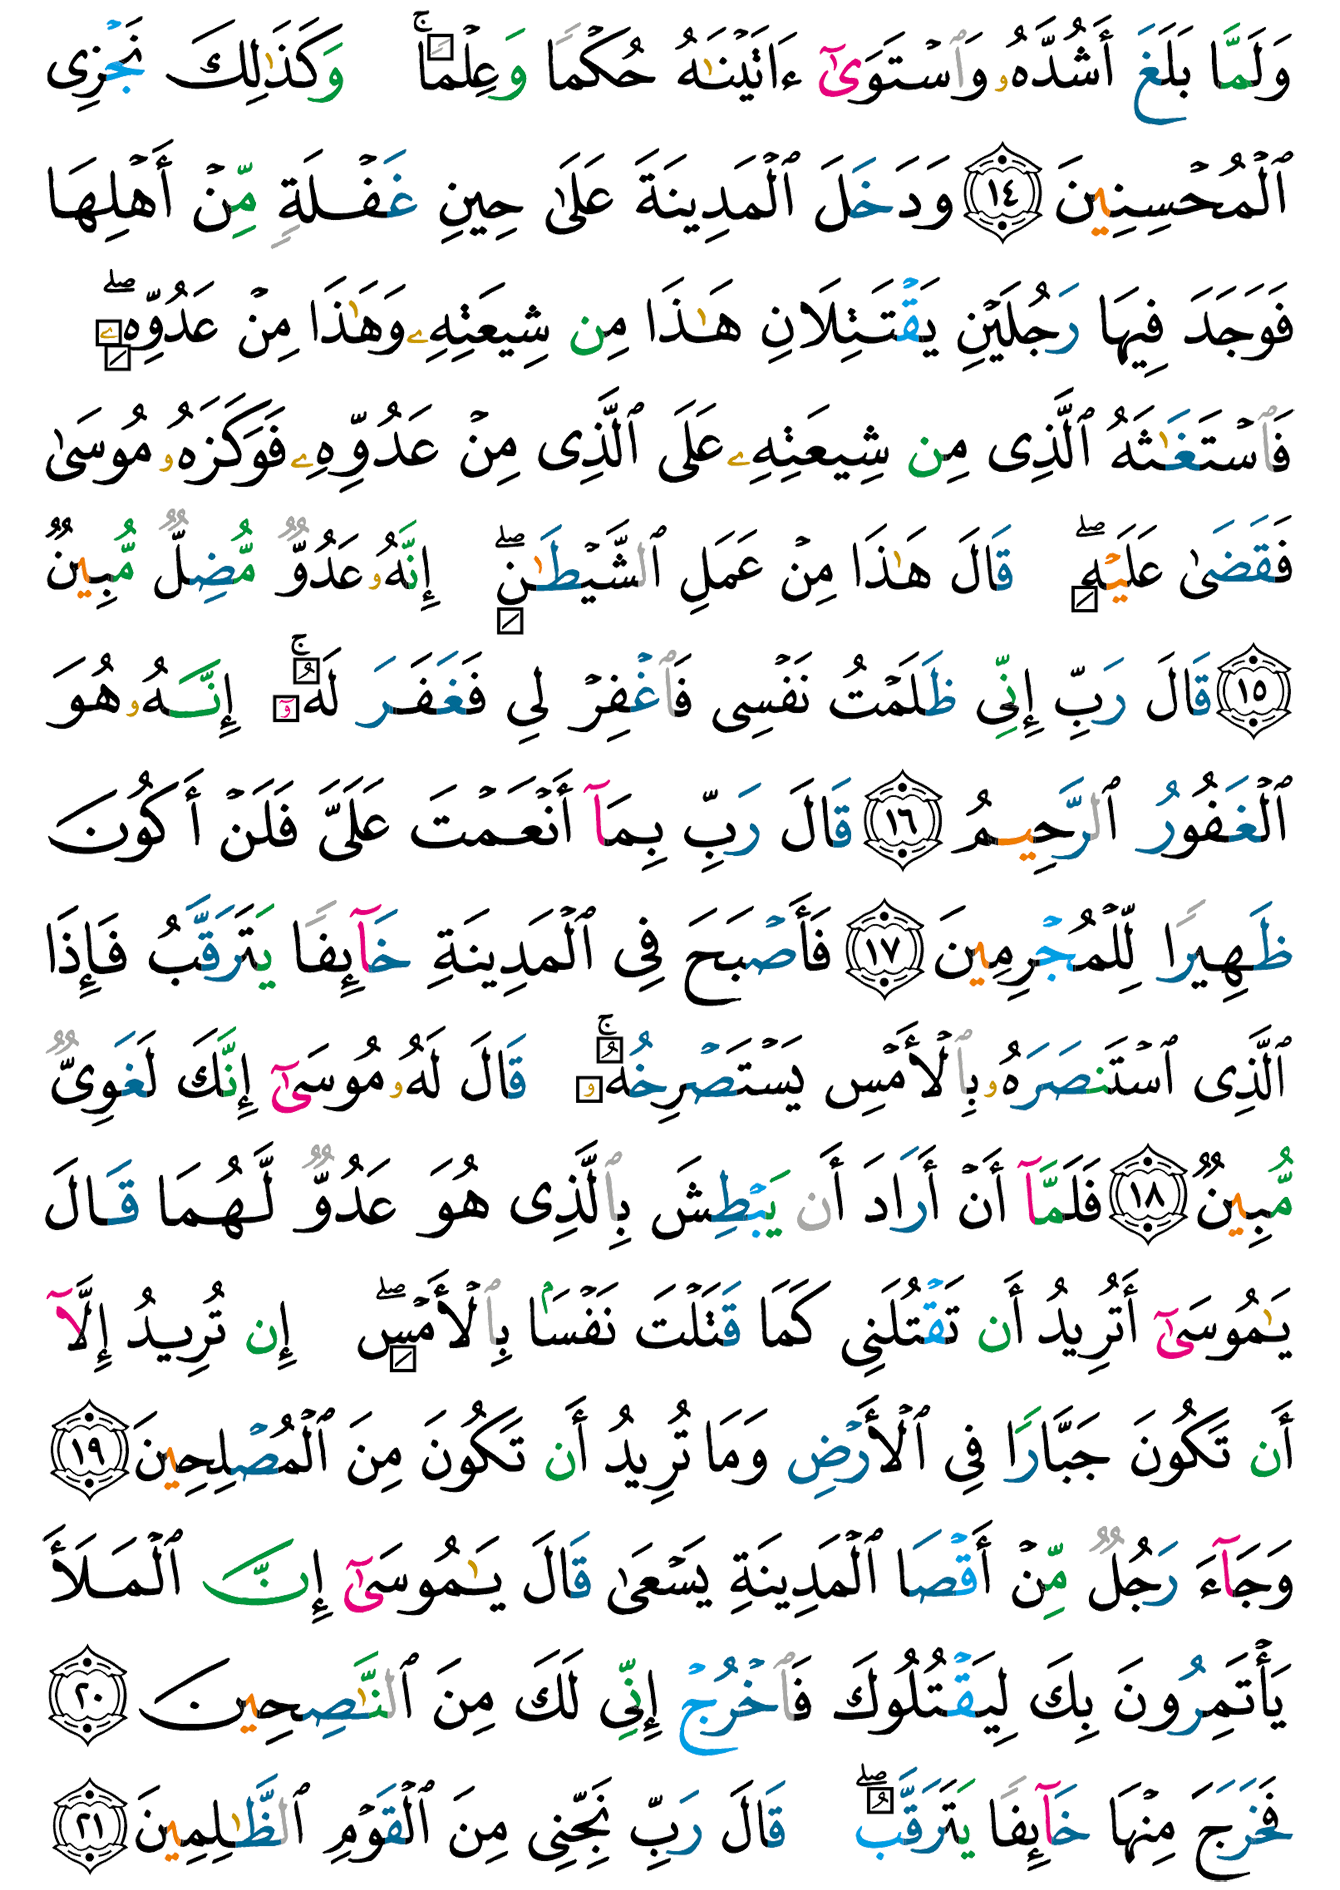 وَلَمَّا بَلَغَ أَشُدَّهُۥ وَٱسۡتَوَىٰٓ ءَاتَيۡنَٰهُ حُكۡمٗا وَعِلۡمٗاۚ وَكَذَٰلِكَ نَجۡزِي
ٱلۡمُحۡسِنِينَ ١٤ وَدَخَلَ ٱلۡمَدِينَةَ عَلَىٰ حِينِ غَفۡلَةٖ مِّنۡ أَهۡلِهَا
فَوَجَدَ فِيهَا رَجُلَيۡنِ يَقۡتَتِلَانِ هَٰذَا مِن شِيعَتِهِۦ وَهَٰذَا مِنۡ عَدُوِّهِۦۖ
فَٱسۡتَغَٰثَهُ ٱلَّذِي مِن شِيعَتِهِۦ عَلَى ٱلَّذِي مِنۡ عَدُوِّهِۦ فَوَكَزَهُۥ مُوسَىٰ
فَقَضَىٰ عَلَيۡهِۖ قَالَ هَٰذَا مِنۡ عَمَلِ ٱلشَّيۡطَٰنِۖ إِنَّهُۥ عَدُوّٞ مُّضِلّٞ مُّبِينٞ
١٥ قَالَ رَبِّ إِنِّي ظَلَمۡتُ نَفۡسِي فَٱغۡفِرۡ لِي فَغَفَرَ لَهُۥٓۚ إِنَّهُۥ هُوَ
ٱلۡغَفُورُ ٱلرَّحِيمُ ١٦ قَالَ رَبِّ بِمَآ أَنۡعَمۡتَ عَلَيَّ فَلَنۡ أَكُونَ
ظَهِيرٗا لِّلۡمُجۡرِمِينَ ١٧ فَأَصۡبَحَ فِي ٱلۡمَدِينَةِ خَآئِفٗا يَتَرَقَّبُ فَإِذَا
ٱلَّذِي ٱسۡتَنصَرَهُۥ بِٱلۡأَمۡسِ يَسۡتَصۡرِخُهُۥۚ قَالَ لَهُۥ مُوسَىٰٓ إِنَّكَ لَغَوِيّٞ
مُّبِينٞ ١٨ فَلَمَّآ أَنۡ أَرَادَ أَن يَبۡطِشَ بِٱلَّذِي هُوَ عَدُوّٞ لَّهُمَا قَالَ
يَٰمُوسَىٰٓ أَتُرِيدُ أَن تَقۡتُلَنِي كَمَا قَتَلۡتَ نَفۡسَۢا بِٱلۡأَمۡسِۖ إِن تُرِيدُ إِلَّآ
أَن تَكُونَ جَبَّارٗا فِي ٱلۡأَرۡضِ وَمَا تُرِيدُ أَن تَكُونَ مِنَ ٱلۡمُصۡلِحِينَ ١٩
وَجَآءَ رَجُلٞ مِّنۡ أَقۡصَا ٱلۡمَدِينَةِ يَسۡعَىٰ قَالَ يَٰمُوسَىٰٓ إِنَّ ٱلۡمَلَأَ
يَأۡتَمِرُونَ بِكَ لِيَقۡتُلُوكَ فَٱخۡرُجۡ إِنِّي لَكَ مِنَ ٱلنَّٰصِحِينَ ٢٠
فَخَرَجَ مِنۡهَا خَآئِفٗا يَتَرَقَّبُۖ قَالَ رَبِّ نَجِّنِي مِنَ ٱلۡقَوۡمِ ٱلظَّٰلِمِينَ ٢١